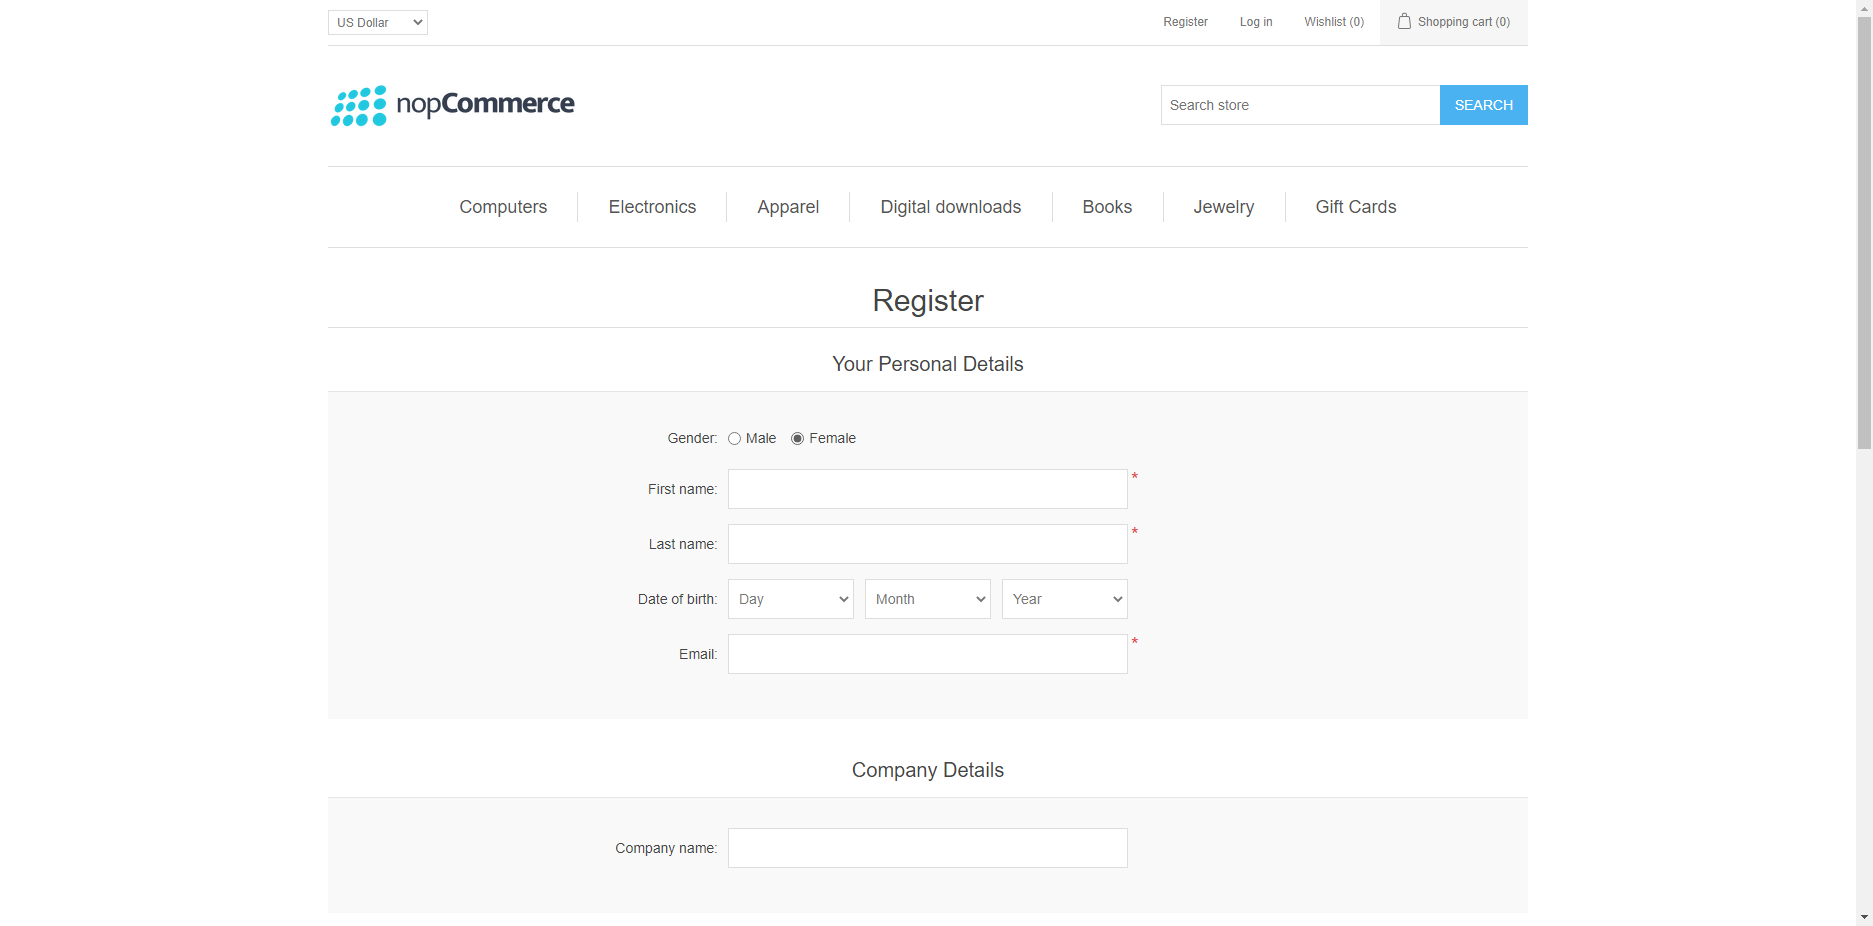 US Dollar
Register Log in Wishlist (0) Shopping cart (0)
nopCommerce
Search store SEARCH
Computers Electronics Apparel Digital downloads Books Jewelry Gift Cards
Register
Your Personal Details
Gender: Male Female
First name: *
Last name: *
Date of birth: Day Month Year
Email: *
Company Details
Company name: